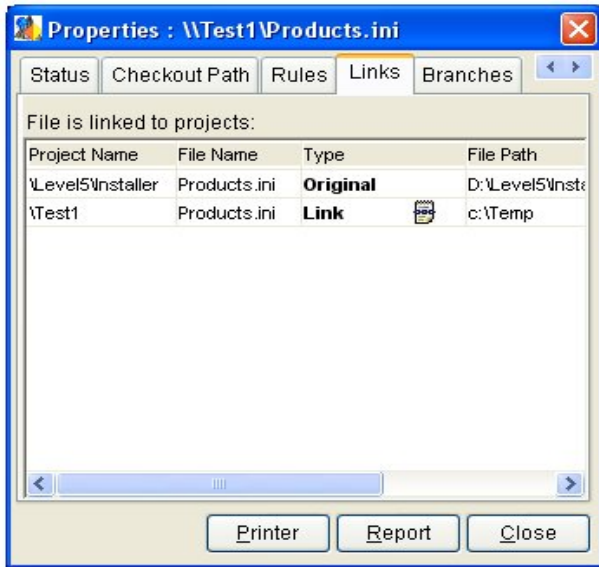 Properties : \\Test1\Products.ini
Status Checkout Path Rules Links Branches
File is linked to projects:
Project Name File Name Type File Path
\Level5\Installer Products.ini Original D:\Level5\Insta
\Test1 Products.ini Link c:\Temp
Printer Report Close